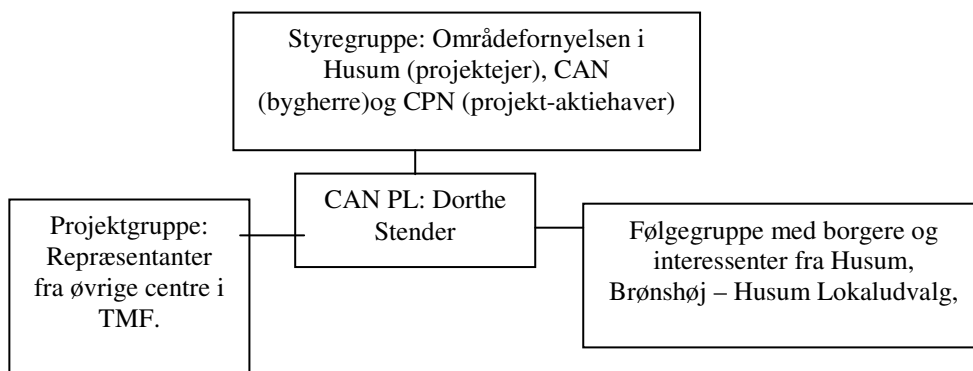 Styregruppe: Områdefornyelsen i
Husum (projektejer), CAN
(bygherre)og CPN (projekt-aktiehaver)
CAN PL: Dorthe
Stender
Projektgruppe:
Repræsentanter
fra øvrige centre i
TMF.
Følgegruppe med borgere og
interessenter fra Husum,
Brønshøj – Husum Lokaludvalg,